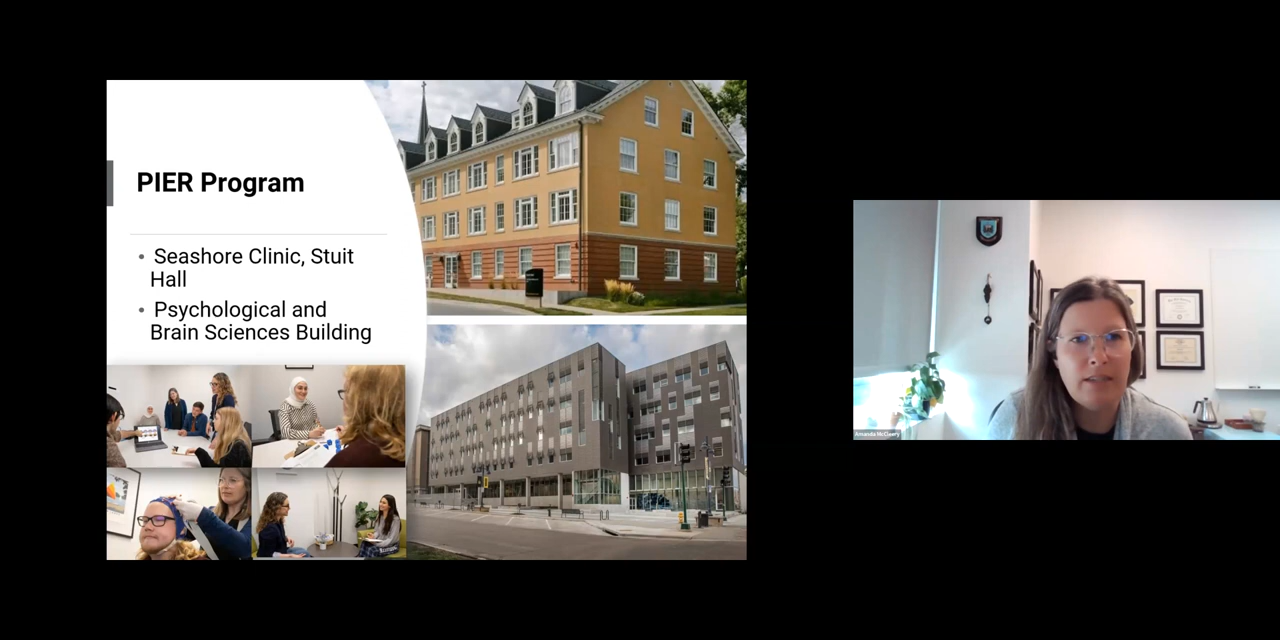 PIER Program
• Seashore Clinic, Stuit
Hall
• Psychological and
Brain Sciences Building
Amanda McCleery